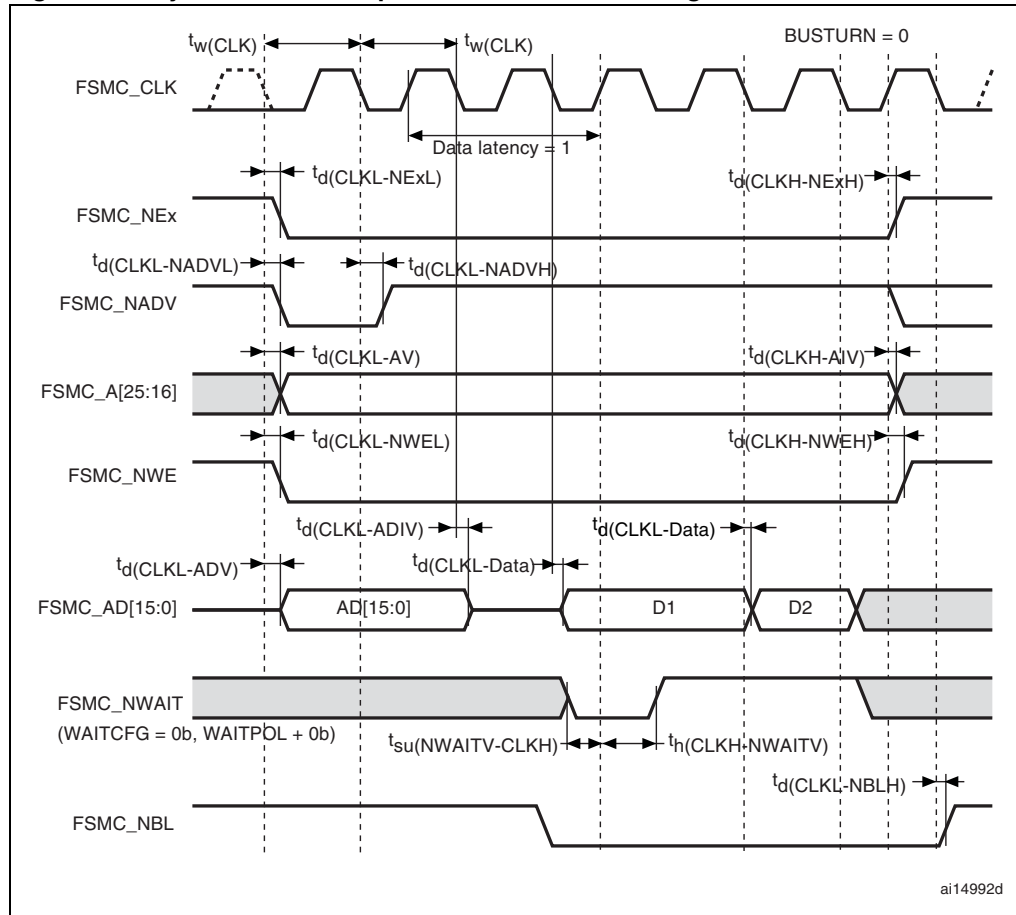 BUSTURN = 0
tw(CLK) tw(CLK)
FSMC_CLK
Data latency = 1
td(CLKL-NExL) td(CLKH-NExH)
FSMC_NEx
td(CLKL-NADVL) td(CLKL-NADVH)
FSMC_NADV
td(CLKL-AV) td(CLKH-AIV)
FSMC_A[25:16]
td(CLKL-NWEL) td(CLKH-NWEH)
FSMC_NWE
td(CLKL-ADIV) td(CLKL-Data)
td(CLKL-ADV) td(CLKL-Data)
FSMC_AD[15:0] AD[15:0] D1 D2
FSMC_NWAIT
(WAITCFG = 0b, WAITPOL + 0b)
tsu(NWAITV-CLKH) th(CLKH-NWAITV)
td(CLKL-NBLH)
FSMC_NBL
ai14992d